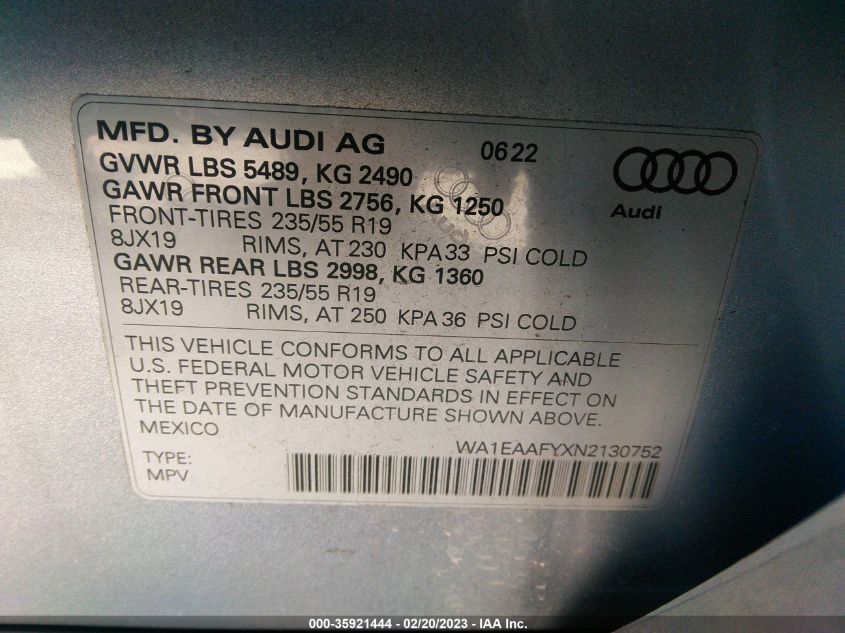 MFD. BY AUDI AG 0622
GVWR LBS 5489, KG 2490
GAWR FRONT LBS 2756, KG 1250
Audi
FRONT-TIRES 235/55 R19
8JX19 RIMS, AT 230 KPA33 PSI COLD
GAWR REAR LBS 2998, KG 1360
REAR-TIRES 235/55 R19
8JX19 RIMS, AT 250 KPA 36 PSI COLD
THIS VEHICLE CONFORMS TO ALL APPLICABLE
U.S. FEDERAL MOTOR VEHICLE SAFETY AND
THEFT PREVENTION STANDARDS IN EFFECT ON
THE DATE OF MANUFACTURE SHOWN ABOVE.
MEXICO
WA1EAAFYXN2130752
TYPE:
MPV
000-35921444 - 02/20/2023 - IAA Inc.